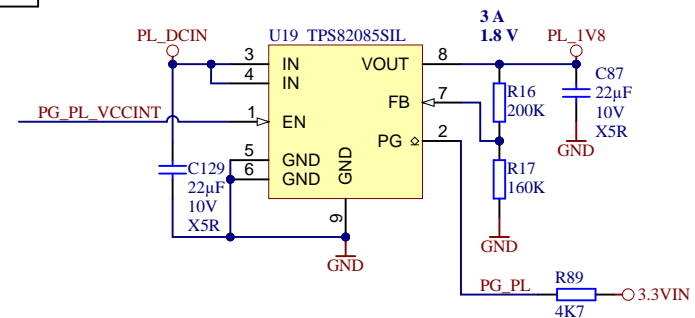 3 A
PL_DCIN
U19 TPS82085SIL
1.8 V
PL_1V8
3
IN
VOUT
8
4
IN
R16
200K
C87
22µF
10V
X5R
FB
7
PG_PL_VCCINT
1
EN
PG
2
GND
5
GND
6
GND
GND
C129
22µF
10V
X5R
R17
160K
9
GND
GND
PG_PL
R89
4K7
3.3VIN